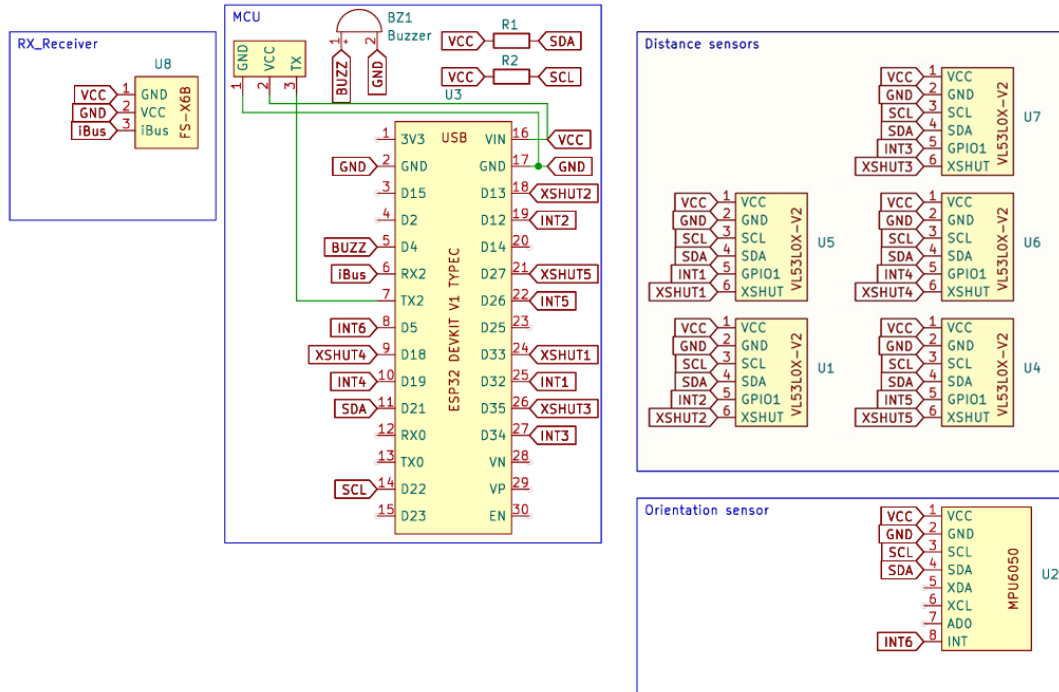 RX_Receiver
U8
VCC 1 GND
GND 2 VCC
iBus 3 iBus
FS-X6B
MCU
BZ1
Buzzer
1 +
2
BUZZ
GND
GND VCC TX
1 2 3
R1
VCC SDA
R2
VCC SCL
U3
USB
ESP32 DEVKIT V1 TYPEC
1 3V3 VIN 16 VCC
GND 2 GND GND 17 GND
3 D15 D13 18 XSHUT2
4 D2 D12 19 INT2
BUZZ 5 D4 D14 20
iBus 6 RX2 D27 21 XSHUT5
7 TX2 D26 22 INT5
INT6 8 D5 D25 23
XSHUT4 9 D18 D33 24 XSHUT1
INT4 10 D19 D32 25 INT1
SDA 11 D21 D35 26 XSHUT3
12 RX0 D34 27 INT3
13 TX0 VN 28
SCL 14 D22 VP 29
15 D23 EN 30
Distance sensors
VCC 1 VCC
GND 2 GND
SCL 3 SCL
SDA 4 SDA
INT3 5 GPIO1
XSHUT3 6 XSHUT
VL53L0X-V2
U7
VCC 1 VCC
GND 2 GND
SCL 3 SCL
SDA 4 SDA
INT1 5 GPIO1
XSHUT1 6 XSHUT
VL53L0X-V2
U5
VCC 1 VCC
GND 2 GND
SCL 3 SCL
SDA 4 SDA
INT4 5 GPIO1
XSHUT4 6 XSHUT
VL53L0X-V2
U6
VCC 1 VCC
GND 2 GND
SCL 3 SCL
SDA 4 SDA
INT2 5 GPIO1
XSHUT2 6 XSHUT
VL53L0X-V2
U1
VCC 1 VCC
GND 2 GND
SCL 3 SCL
SDA 4 SDA
INT5 5 GPIO1
XSHUT5 6 XSHUT
VL53L0X-V2
U4
Orientation sensor
VCC 1 VCC
GND 2 GND
SCL 3 SCL
SDA 4 SDA
5 XDA
6 XCL
7 AD0
INT6 8 INT
MPU6050
U2